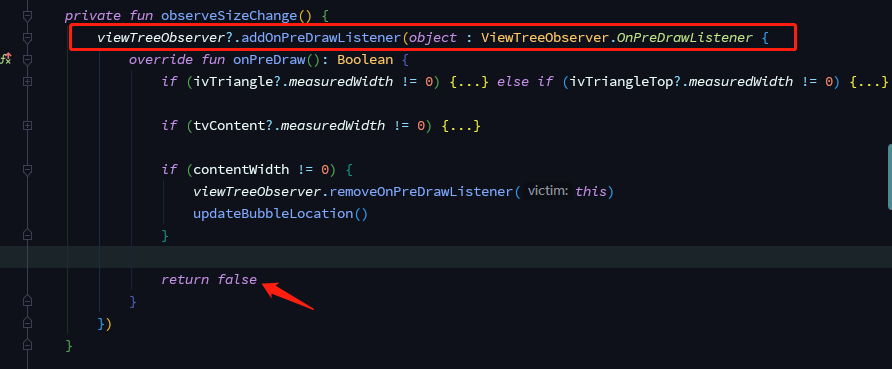 private fun observeSizeChange() {
viewTreeObserver?.addOnPreDrawListener(object : ViewTreeObserver.OnPreDrawListener {
override fun onPreDraw(): Boolean {
if (ivTriangle?.measuredWidth != 0) {...} else if (ivTriangleTop?.measuredWidth != 0) {...}
if (tvContent?.measuredWidth != 0) {...}
if (contentWidth != 0) {
viewTreeObserver.removeOnPreDrawListener( victim: this)
updateBubbleLocation()
}
return false
}
})
}